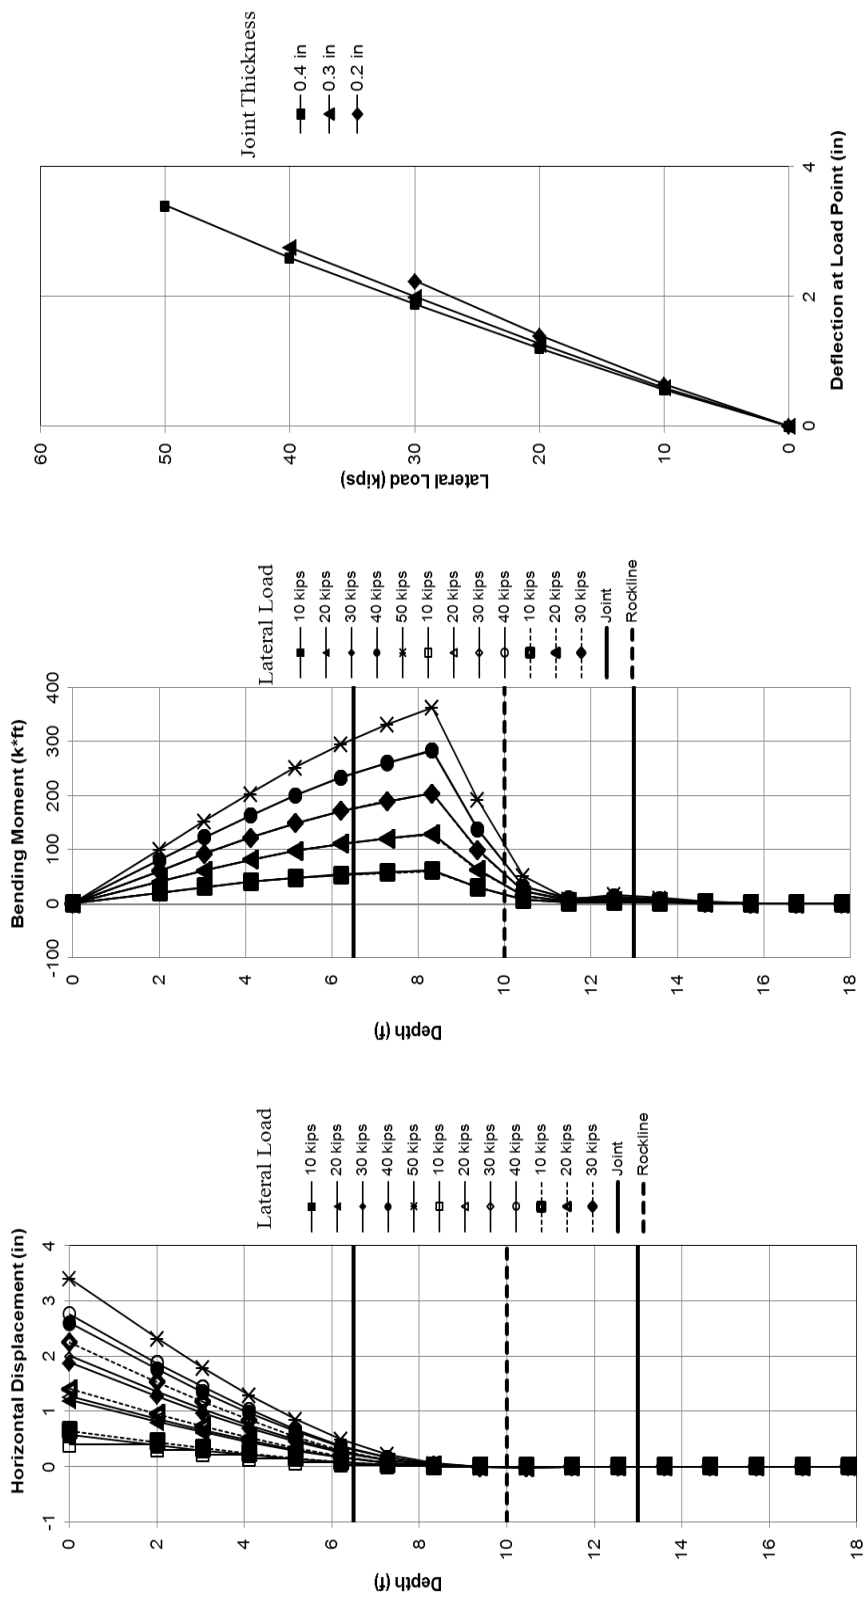 Horizontal Displacement (in)
-1
0
1
2
3
4
0
2
4
6
8
10
12
14
16
18
Depth (f)
Lateral Load
10 kips
20 kips
30 kips
40 kips
50 kips
10 kips
20 kips
30 kips
40 kips
10 kips
20 kips
30 kips
Joint
Rockline
Bending Moment (k*ft)
-100
0
100
200
300
400
0
2
4
6
8
10
12
14
16
18
Depth (f)
Lateral Load
10 kips
20 kips
30 kips
40 kips
50 kips
10 kips
20 kips
30 kips
40 kips
10 kips
20 kips
30 kips
Joint
Rockline
60
50
40
30
20
10
0
Lateral Load (kips)
0
2
4
Deflection at Load Point (in)
Joint Thickness
0.4 in
0.3 in
0.2 in